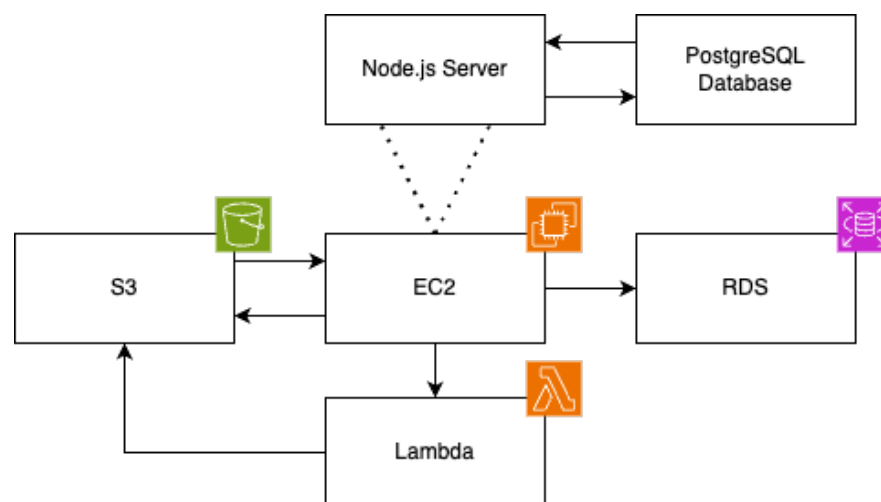 Node.js Server
PostgreSQL
Database
S3
EC2
RDS
Lambda